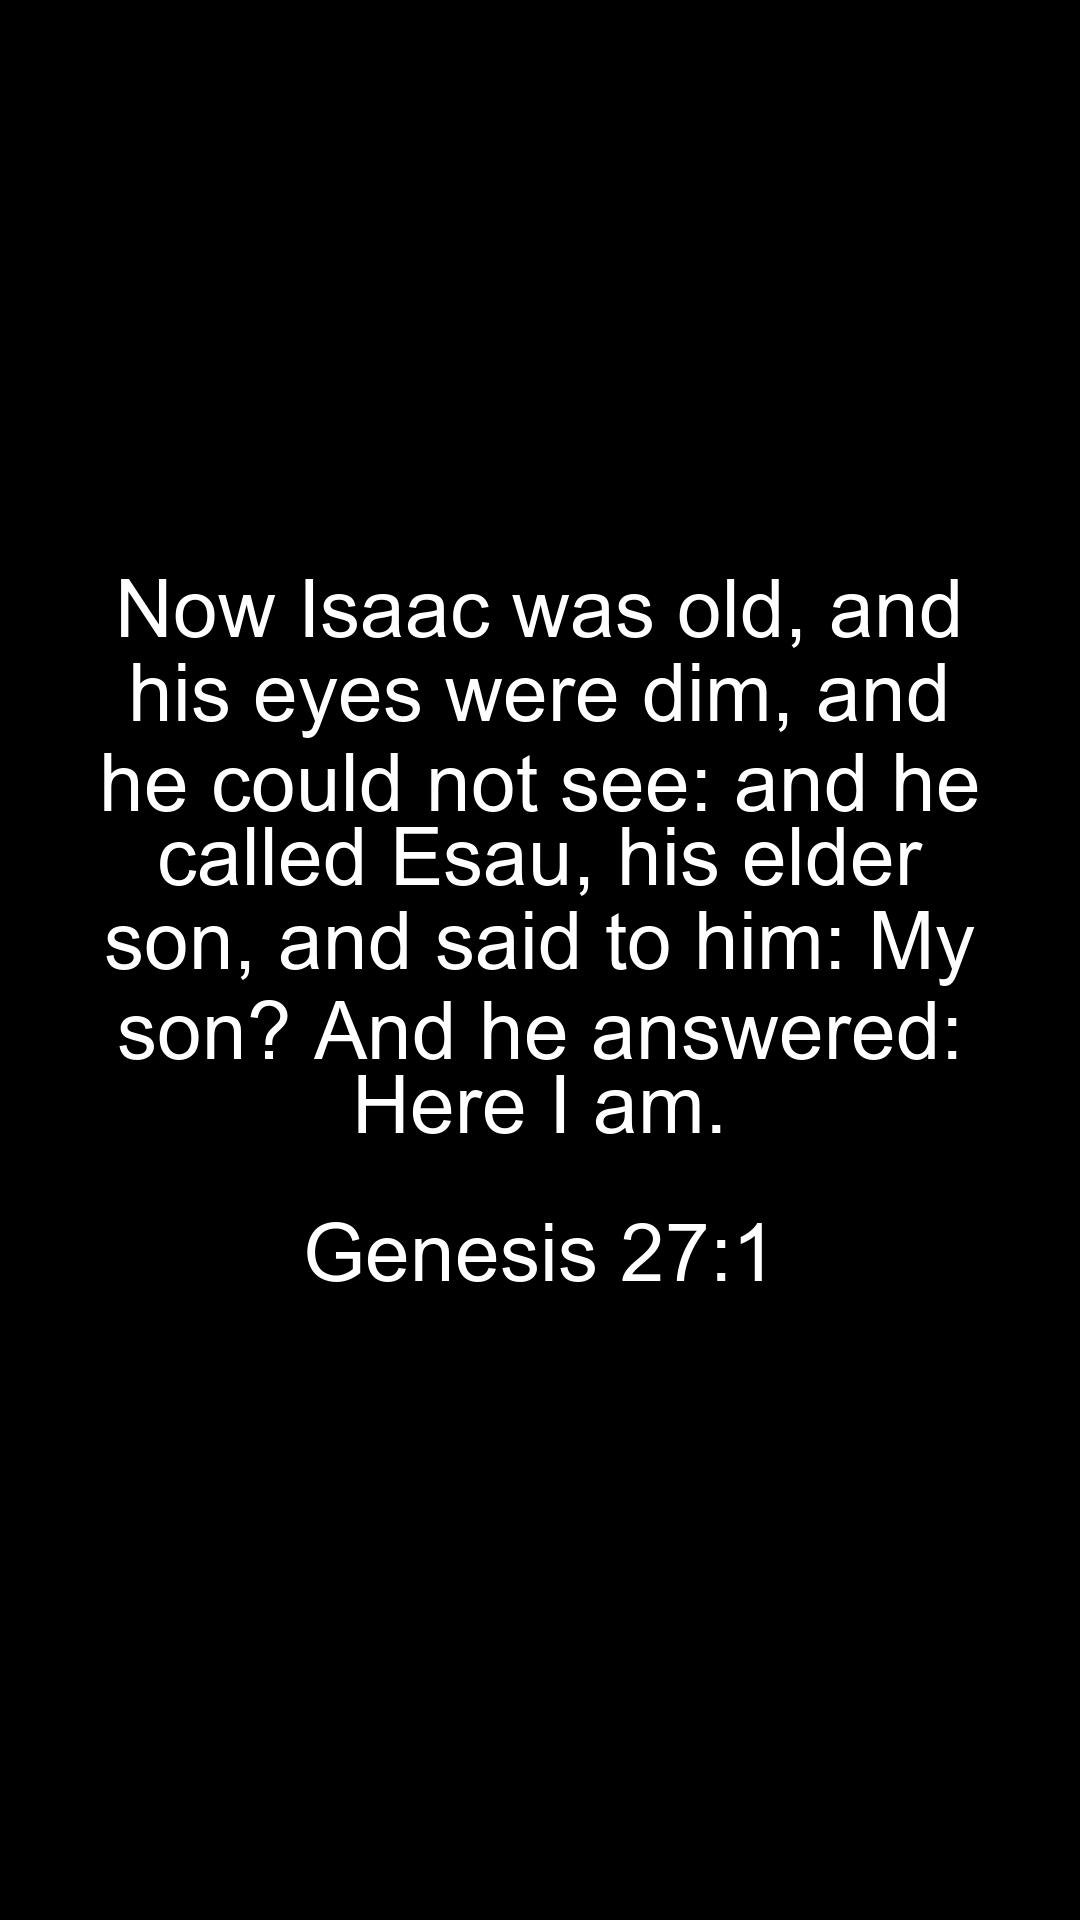 Now Isaac was old, and
his eyes were dim, and
he could not see: and he
called Esau, his elder
son, and said to him: My
son? And he answered:
Here I am.
Genesis 27:1